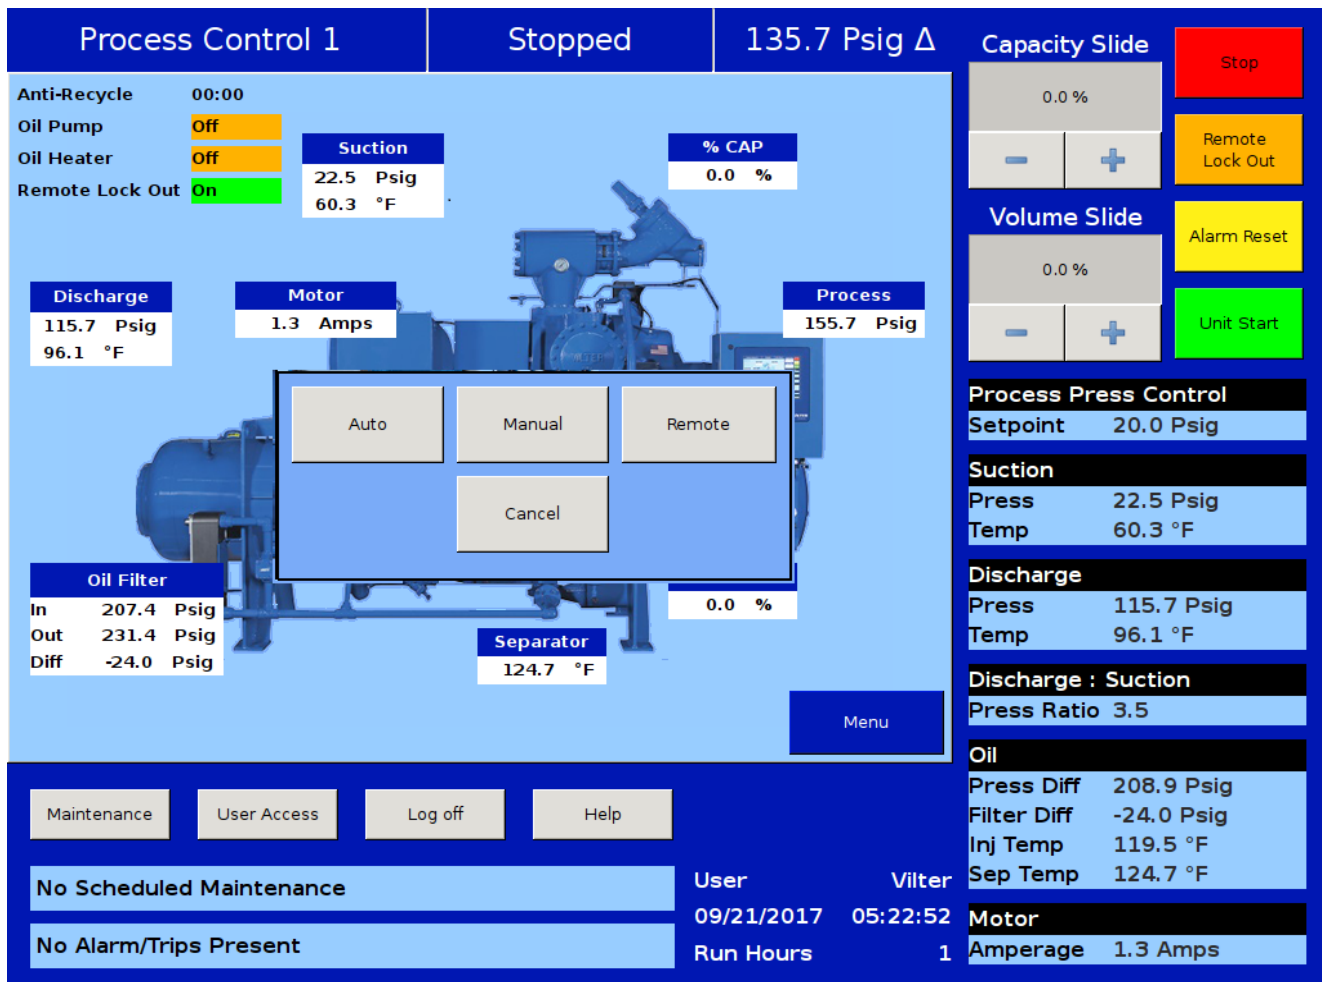 Process Control 1
Stopped
135.7 Psig Δ
Anti-Recycle 00:00
Oil Pump Off
Oil Heater Off
Remote Lock Out On
Suction
22.5 Psig
60.3 °F
% CAP
0.0 %
Discharge
115.7 Psig
96.1 °F
Motor
1.3 Amps
Process
155.7 Psig
Auto
Manual
Remote
Cancel
Oil Filter
In 207.4 Psig
Out 231.4 Psig
Diff -24.0 Psig
0.0 %
Separator
124.7 °F
Menu
Maintenance
User Access
Log off
Help
No Scheduled Maintenance
No Alarm/Trips Present
User Vilter
09/21/2017 05:22:52
Run Hours 1
Capacity Slide
0.0 %
Volume Slide
0.0 %
Stop
Remote
Lock Out
Alarm Reset
Unit Start
Process Press Control
Setpoint 20.0 Psig
Suction
Press 22.5 Psig
Temp 60.3 °F
Discharge
Press 115.7 Psig
Temp 96.1 °F
Discharge : Suction
Press Ratio 3.5
Oil
Press Diff 208.9 Psig
Filter Diff -24.0 Psig
Inj Temp 119.5 °F
Sep Temp 124.7 °F
Motor
Amperage 1.3 Amps